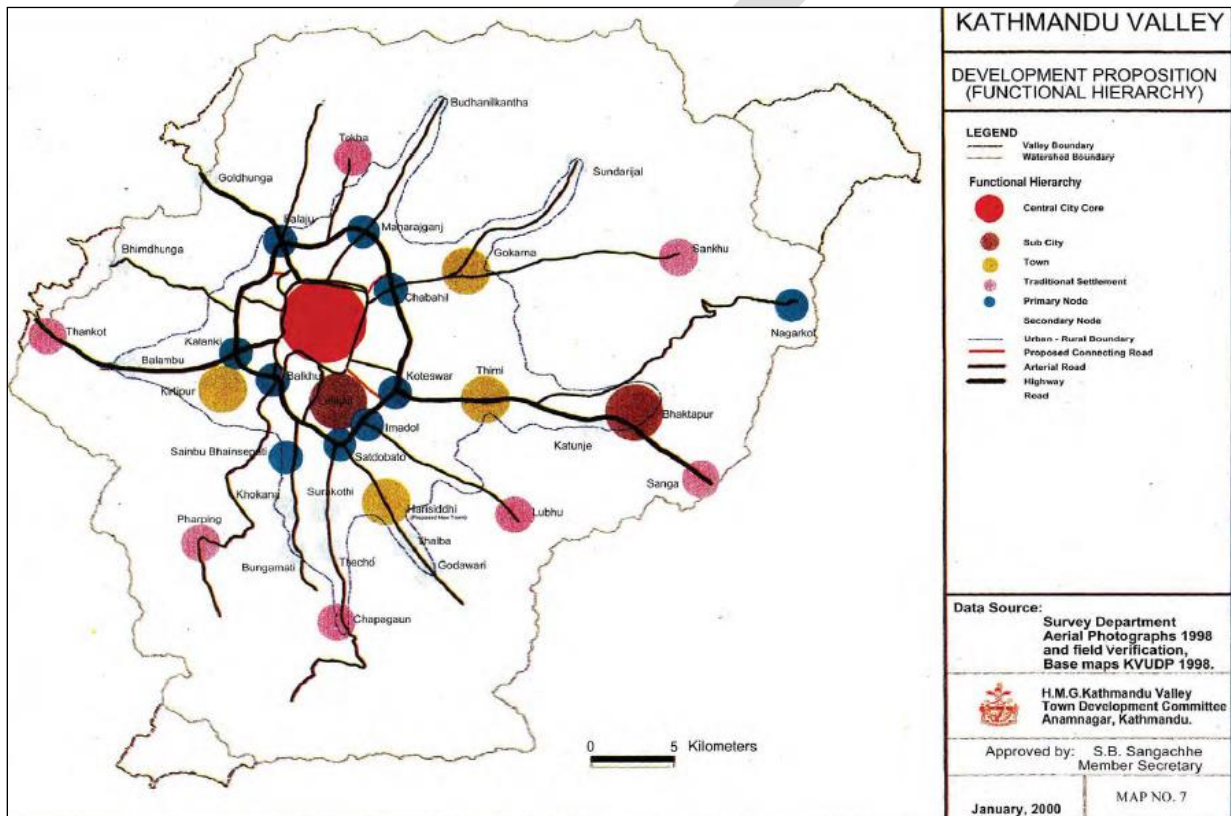 KATHMANDU VALLEY
DEVELOPMENT PROPOSITION
(FUNCTIONAL HIERARCHY)
LEGEND
Valley Boundary
Watershed Boundary
Functional Hierarchy
Central City Core
Sub City
Town
Traditional Settlement
Primary Node
Secondary Node
Urban - Rural Boundary
Proposed Connecting Road
Arterial Road
Highway
Road
Data Source:
Survey Department
Aerial Photographs 1998
and field Verification,
Base maps KVUDP 1998.
H.M.G.Kathmandu Valley
Town Development Committee
Anamnagar, Kathmandu.
Approved by: S.B. Sangachhe
Member Secretary
January, 2000
MAP NO. 7
Budhanilkantha
Tokha
Goldhunga
Sundarijal
Balaju
Maharajganj
Bhimdhunga
Gokarna
Sankhu
Chabahil
Nagarkot
Thankot
Kalanki
Balambu
Balkhu
Koteswar
Thimi
Kirtipur
Bhaktapur
Imadol
Katunje
Sainbu Bhainsepati
Satdobato
Sanga
Khokana
Surakothi
Harisiddhi
(Proposed New Town)
Lubhu
Pharping
Thaiba
Bungamati
Thecho
Godawari
Chapagaun
0 5 Kilometers